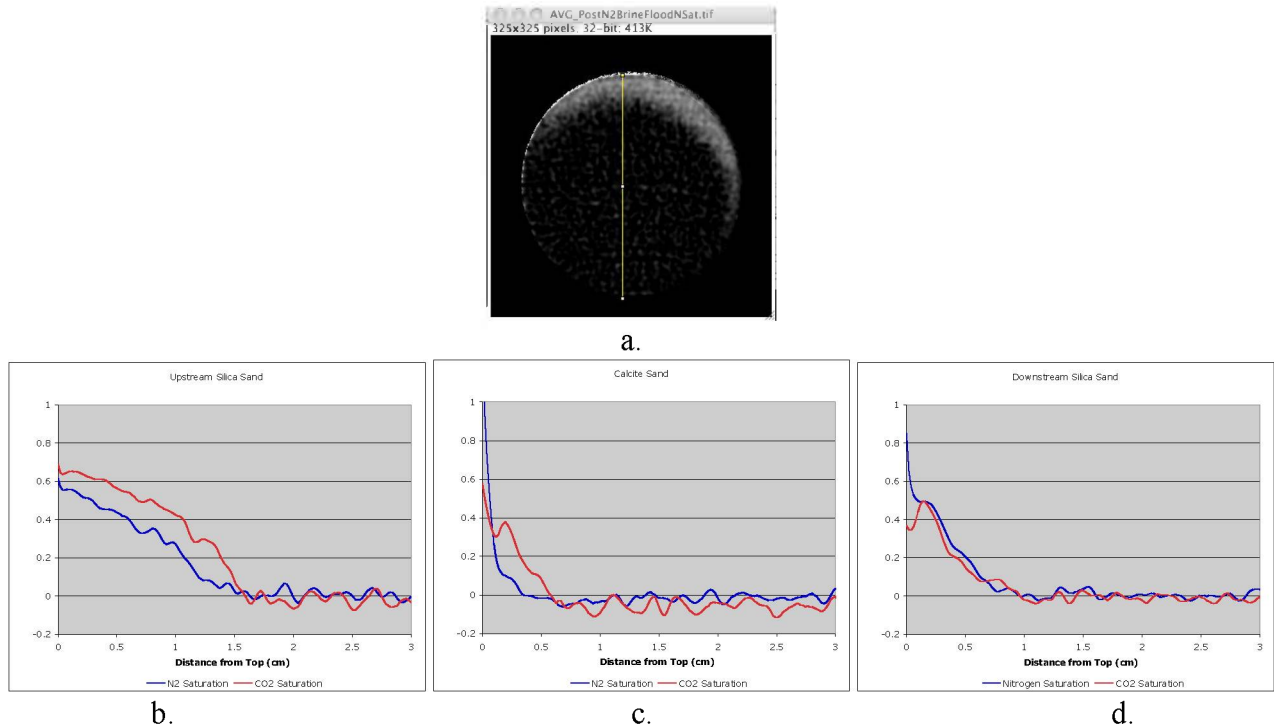 AVG_PostN2BrineFloodNSat.tif
325x325 pixels; 32-bit; 413K
a.
Upstream Silica Sand
1
0.8
0.6
0.4
0.2
0
-0.2
0 0.5 1 1.5 2 2.5 3
Distance from Top (cm)
N2 Saturation CO2 Saturation
b.
Calcite Sand
1
0.8
0.6
0.4
0.2
0
-0.2
0 0.5 1 1.5 2 2.5 3
Distance from Top (cm)
N2 Saturation CO2 Saturation
c.
Downstream Silica Sand
1
0.8
0.6
0.4
0.2
0
-0.2
0 0.5 1 1.5 2 2.5 3
Distance from Top (cm)
Nitrogen Saturation CO2 Saturation
d.